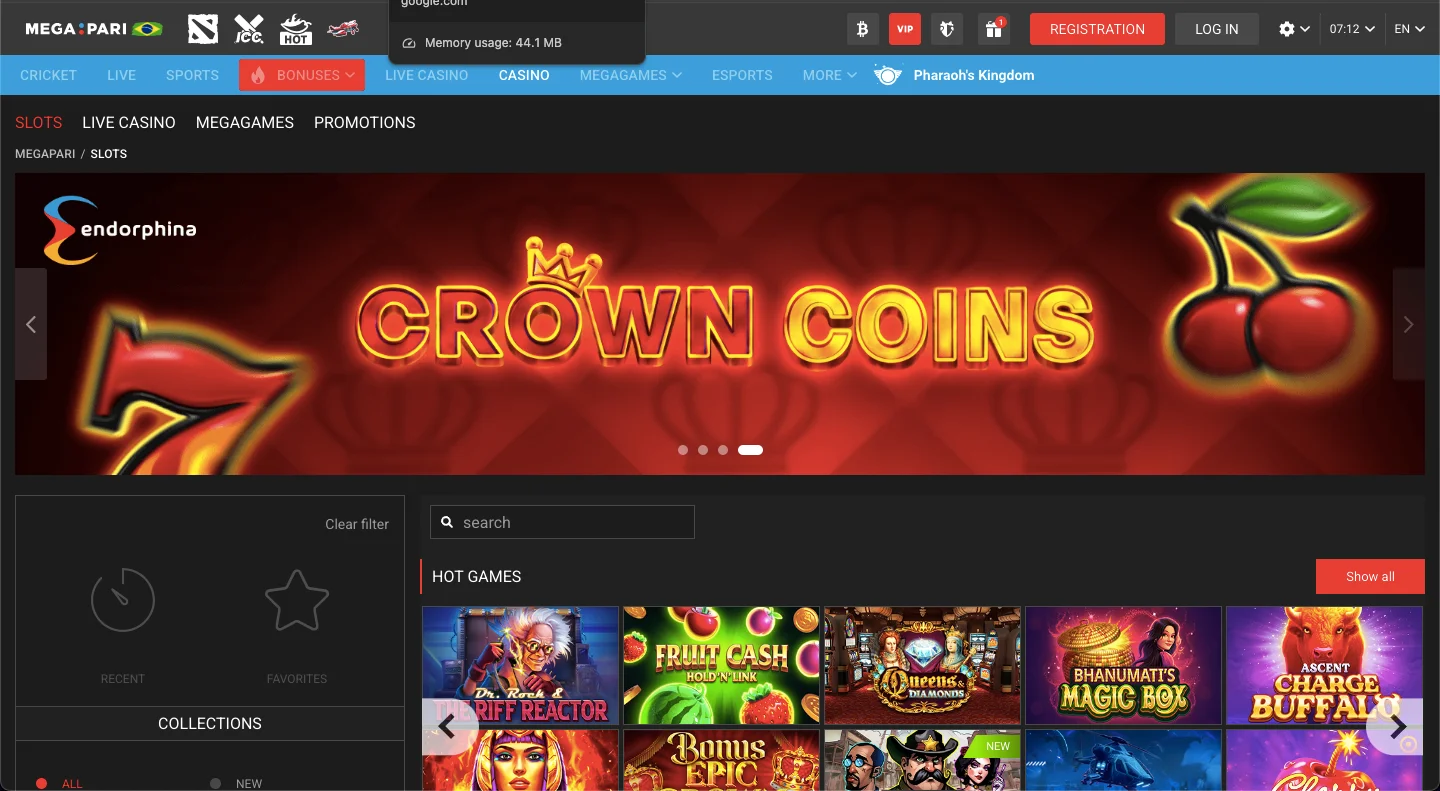 google.com
Memory usage: 44.1 MB
MEGA PARI
ICC
HOT
VIP
1
REGISTRATION
LOG IN
07:12
EN
CRICKET
LIVE
SPORTS
BONUSES
LIVE CASINO
CASINO
MEGAGAMES
ESPORTS
MORE
Pharaoh's Kingdom
SLOTS
LIVE CASINO
MEGAGAMES
PROMOTIONS
MEGAPARI / SLOTS
endorphina
CROWN COINS
7
Clear filter
search
RECENT
FAVORITES
COLLECTIONS
ALL
NEW
HOT GAMES
Show all
Dr. Rock &
THE RIFF REACTOR
FRUIT CASH
HOLD'N'LINK
Queens &
DIAMONDS
BHANUMATI'S
MAGIC BOX
ASCENT
CHARGE
BUFFALO
Bonus
EPIC
NEW